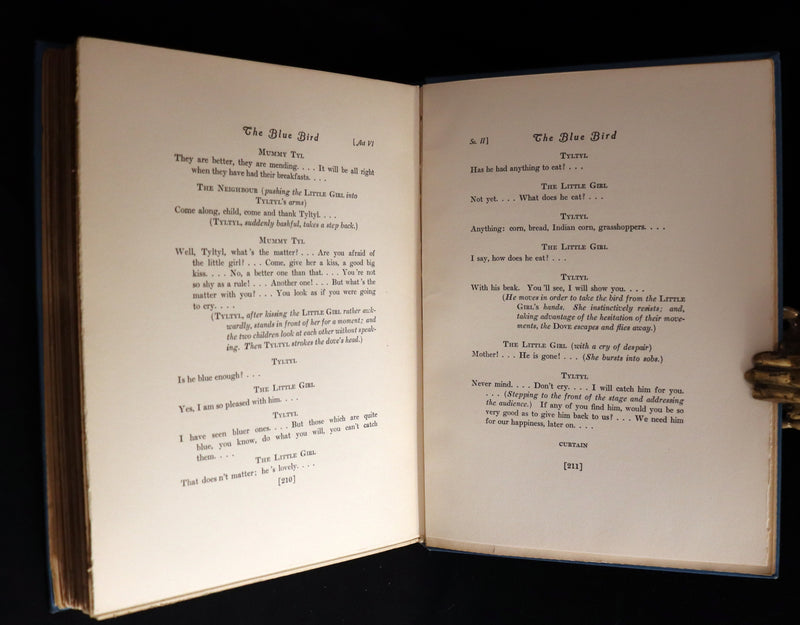 The Blue Bird [Act VI
MUMMY TYL
They are better, they are mending. . . . It will be all right
when they have had their breakfasts. . . .
THE NEIGHBOUR (pushing the LITTLE GIRL into
TYLTYL'S arms)
Come along, child, come and thank Tyltyl. . . .
(TYLTYL, suddenly bashful, takes a step back.)
MUMMY TYL
Well, Tyltyl, what's the matter? . . . Are you afraid of
the little girl? . . . Come, give her a kiss, a good big
kiss. . . . No, a better one than that. . . . You're not
so shy as a rule! . . . Another one! . . . But what's the
matter with you? . . . You look as if you were going
to cry. . . .
(TYLTYL, after kissing the LITTLE GIRL rather awk-
wardly, stands in front of her for a moment; and
the two children look at each other without speak-
ing. Then TYLTYL strokes the dove's head.)
TYLTYL
Is he blue enough? . . .
THE LITTLE GIRL
Yes, I am so pleased with him. . . .
TYLTYL
I have seen bluer ones. . . . But those which are quite
blue, you know, do what you will, you can't catch
them. . . .
THE LITTLE GIRL
That does n't matter; he's lovely. . . .
[210]
Sc. II] The Blue Bird
TYLTYL
Has he had anything to eat? . . .
THE LITTLE GIRL
Not yet. . . . What does he eat? . . .
TYLTYL
Anything: corn, bread, Indian corn, grasshoppers. . . .
THE LITTLE GIRL
I say, how does he eat? . . .
TYLTYL
With his beak. You'll see, I will show you. . . .
(He moves in order to take the bird from the LITTLE
GIRL'S hands. She instinctively resists; and,
taking advantage of the hesitation of their move-
ments, the DOVE escapes and flies away.)
THE LITTLE GIRL (with a cry of despair)
Mother! . . . He is gone! . . . (She bursts into sobs.)
TYLTYL
Never mind. . . . Don't cry. . . . I will catch him for you.
. . . (Stepping to the front of the stage and addressing
the audience.) If any of you find him, would you be so
very good as to give him back to us? . . . We need him
for our happiness, later on. . . .
CURTAIN
[211]